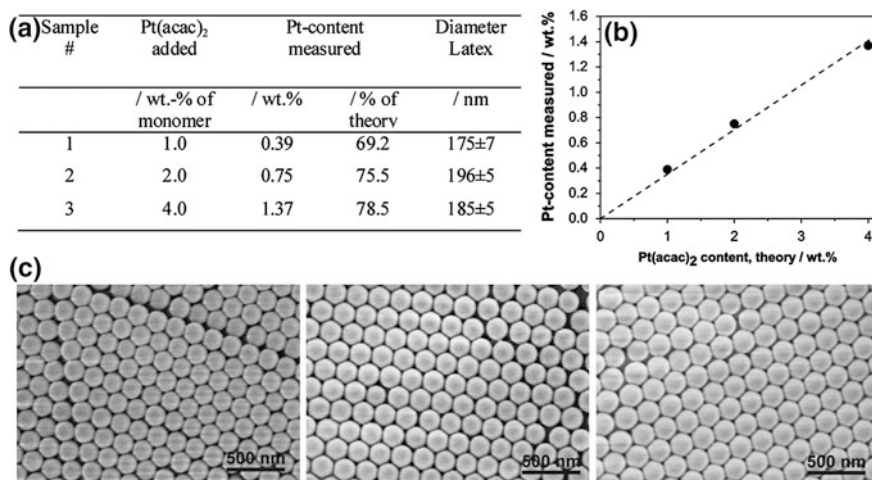 (a)
Sample Pt(acac)2 Pt-content Diameter
# added measured Latex
/ wt.-% of / wt.% / % of / nm
monomer theory
1 1.0 0.39 69.2 175±7
2 2.0 0.75 75.5 196±5
3 4.0 1.37 78.5 185±5
(b)
Pt-content measured / wt.%
1.6
1.4
1.2
1.0
0.8
0.6
0.4
0.2
0.0
0 1 2 3 4
Pt(acac)2 content, theory / wt.%
(c)
500 nm 500 nm 500 nm